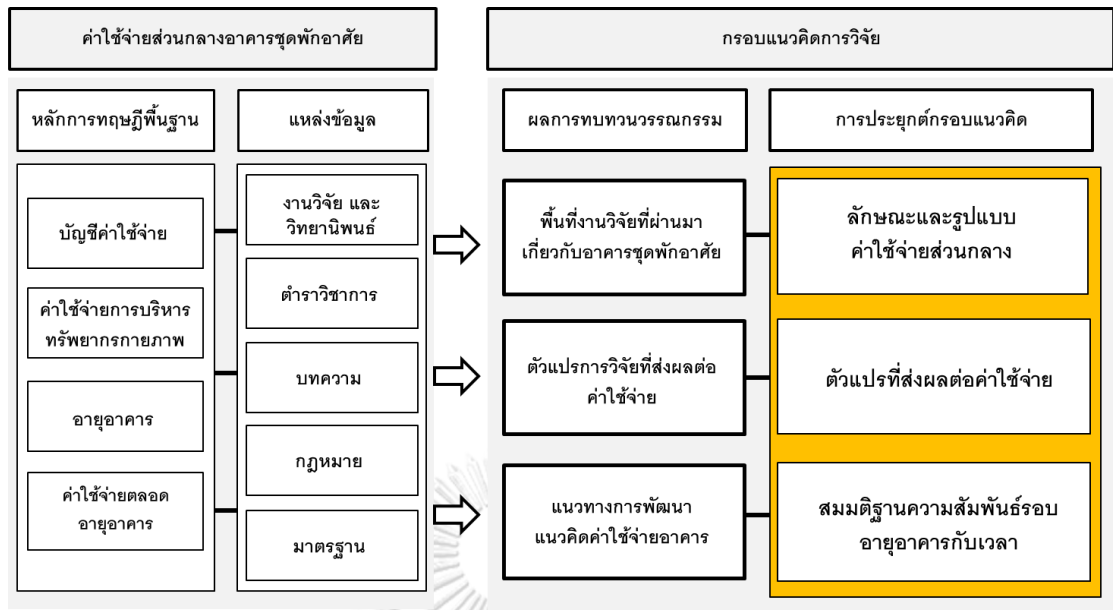 ค่าใช้จ่ายส่วนกลางอาคารชุดพักอาศัย
กรอบแนวคิดการวิจัย
หลักการทฤษฎีพื้นฐาน
แหล่งข้อมูล
ผลการทบทวนวรรณกรรม
การประยุกต์กรอบแนวคิด
บัญชีค่าใช้จ่าย
ค่าใช้จ่ายการบริหาร
ทรัพยากรกายภาพ
อายุอาคาร
ค่าใช้จ่ายตลอด
อายุอาคาร
งานวิจัย และ
วิทยานิพนธ์
ตำราวิชาการ
บทความ
กฎหมาย
มาตรฐาน
พื้นที่งานวิจัยที่ผ่านมา
เกี่ยวกับอาคารชุดพักอาศัย
ตัวแปรการวิจัยที่ส่งผลต่อ
ค่าใช้จ่าย
แนวทางการพัฒนา
แนวคิดค่าใช้จ่ายอาคาร
ลักษณะและรูปแบบ
ค่าใช้จ่ายส่วนกลาง
ตัวแปรที่ส่งผลต่อค่าใช้จ่าย
สมมติฐานความสัมพันธ์รอบ
อายุอาคารกับเวลา